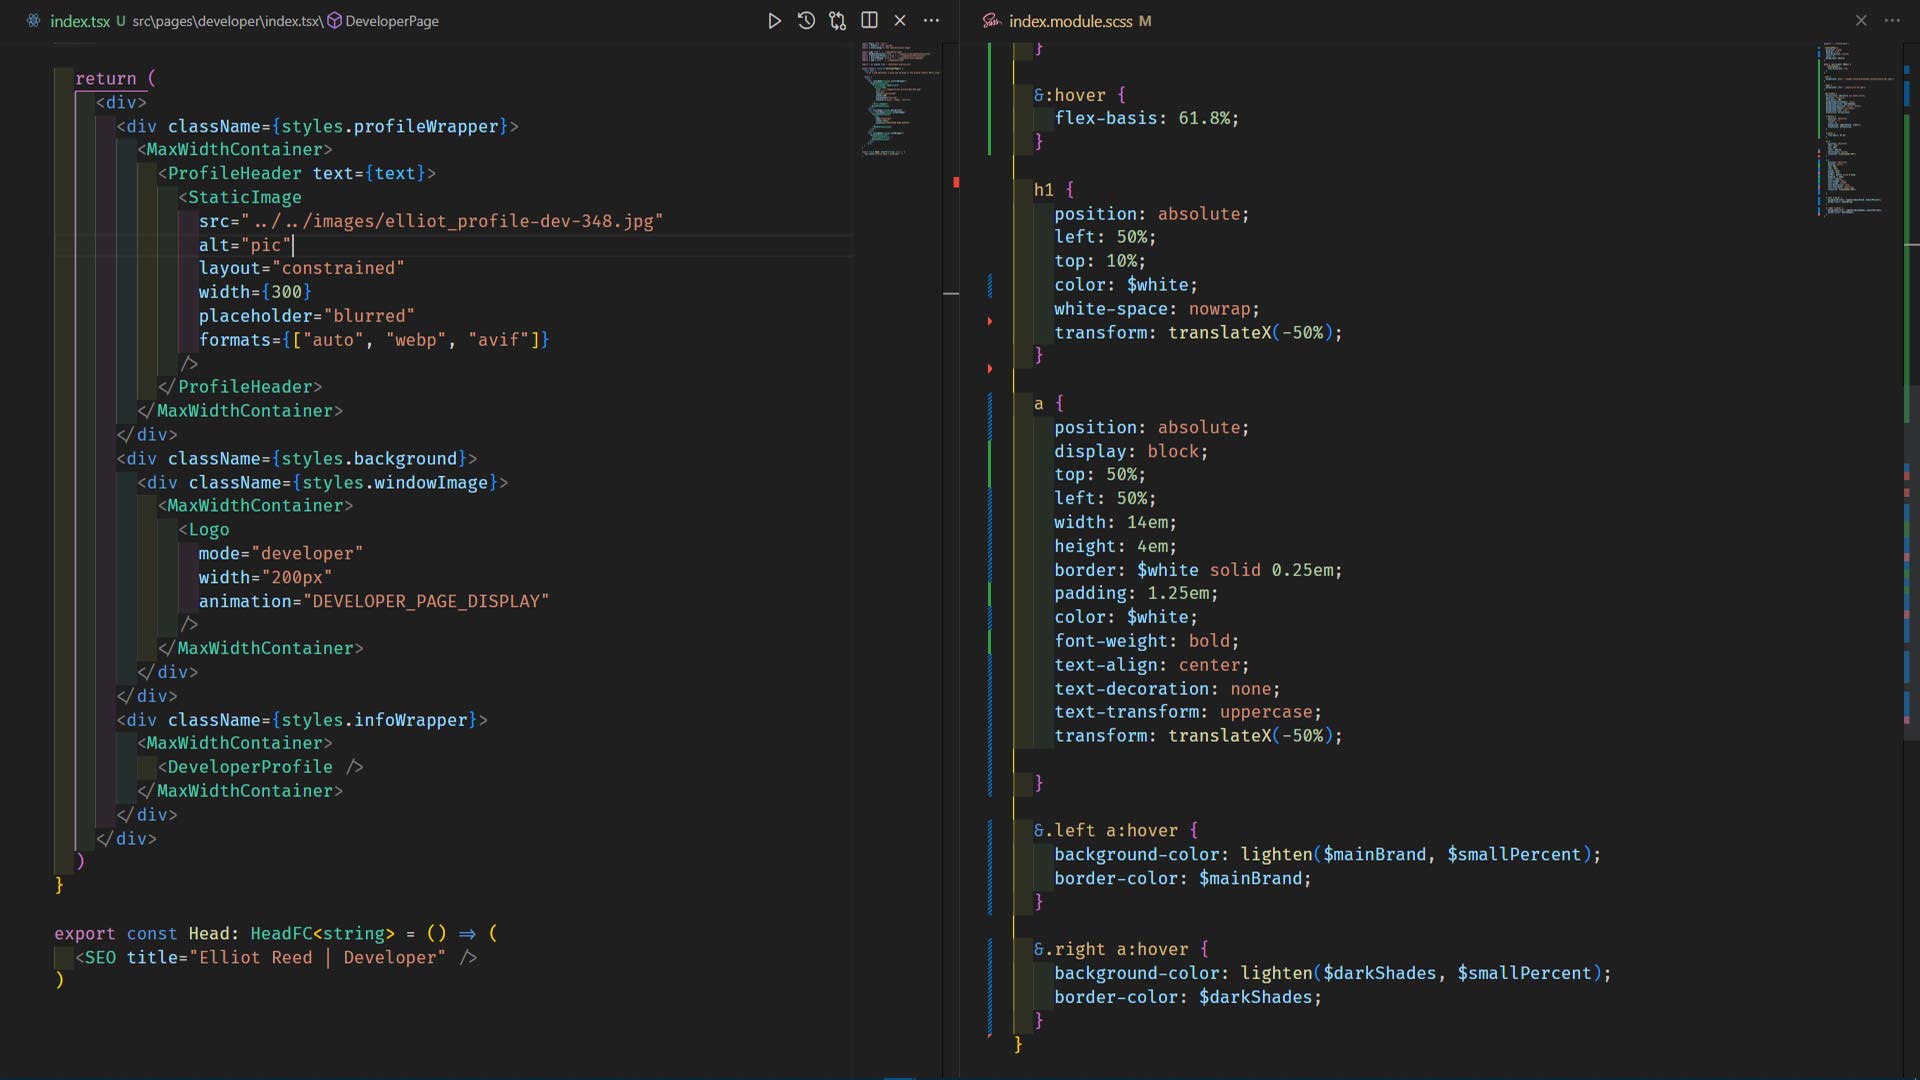 index.tsx U src\pages\developer\index.tsx\ DeveloperPage
return (
<div>
<div className={styles.profileWrapper}>
<MaxWidthContainer>
<ProfileHeader text={text}>
<StaticImage
src="../../images/elliot_profile-dev-348.jpg"
alt="pic"
layout="constrained"
width={300}
placeholder="blurred"
formats={["auto", "webp", "avif"]}
/>
</ProfileHeader>
</MaxWidthContainer>
</div>
<div className={styles.background}>
<div className={styles.windowImage}>
<MaxWidthContainer>
<Logo
mode="developer"
width="200px"
animation="DEVELOPER_PAGE_DISPLAY"
/>
</MaxWidthContainer>
</div>
</div>
<div className={styles.infoWrapper}>
<MaxWidthContainer>
<DeveloperProfile />
</MaxWidthContainer>
</div>
</div>
)
}
export const Head: HeadFC<string> = () => (
<SEO title="Elliot Reed | Developer" />
)
index.module.scss M
}
&:hover {
flex-basis: 61.8%;
}
h1 {
position: absolute;
left: 50%;
top: 10%;
color: $white;
white-space: nowrap;
transform: translateX(-50%);
}
a {
position: absolute;
display: block;
top: 50%;
left: 50%;
width: 14em;
height: 4em;
border: $white solid 0.25em;
padding: 1.25em;
color: $white;
font-weight: bold;
text-align: center;
text-decoration: none;
text-transform: uppercase;
transform: translateX(-50%);
}
&.left a:hover {
background-color: lighten($mainBrand, $smallPercent);
border-color: $mainBrand;
}
&.right a:hover {
background-color: lighten($darkShades, $smallPercent);
border-color: $darkShades;
}
}